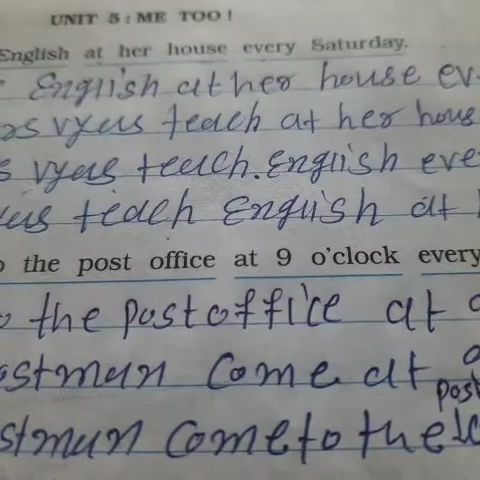 UNIT 5 : ME TOO !
English at her house every Saturday.
English at her house ev
vyas teach at her hous
vyas teach. English eve
teach English at
the post office at 9 o'clock every
the post office at
ostman come at
post
stman come to the